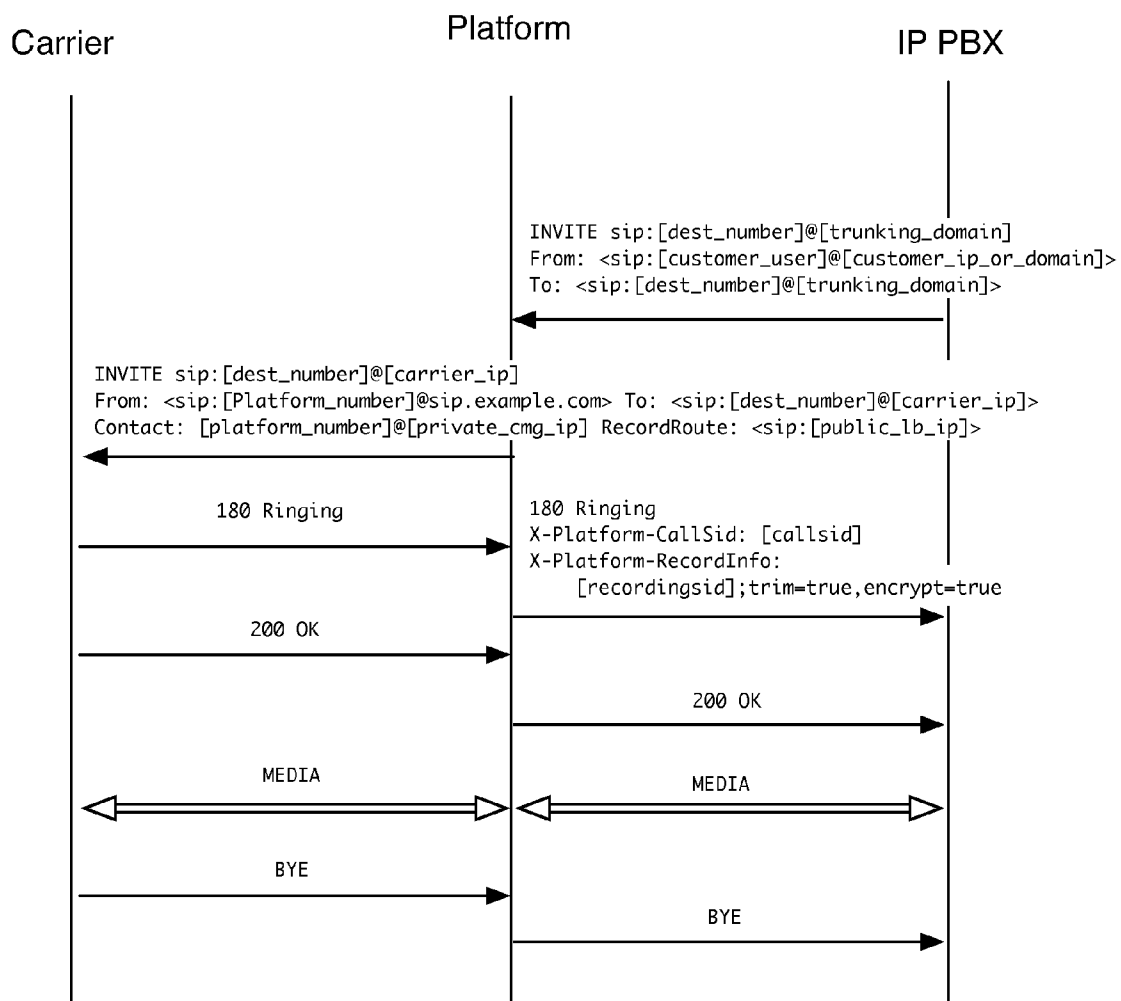 Carrier
Platform
IP PBX
INVITE sip:[dest_number]@[trunking_domain]
From: <sip:[customer_user]@[customer_ip_or_domain]>
To: <sip:[dest_number]@[trunking_domain]>
INVITE sip:[dest_number]@[carrier_ip]
From: <sip:[Platform_number]@sip.example.com> To: <sip:[dest_number]@[carrier_ip]>
Contact: [platform_number]@[private_cmg_ip] RecordRoute: <sip:[public_lb_ip]>
180 Ringing
180 Ringing
X-Platform-CallSid: [callsid]
X-Platform-RecordInfo:
[recordingsid];trim=true,encrypt=true
200 OK
200 OK
MEDIA
MEDIA
BYE
BYE